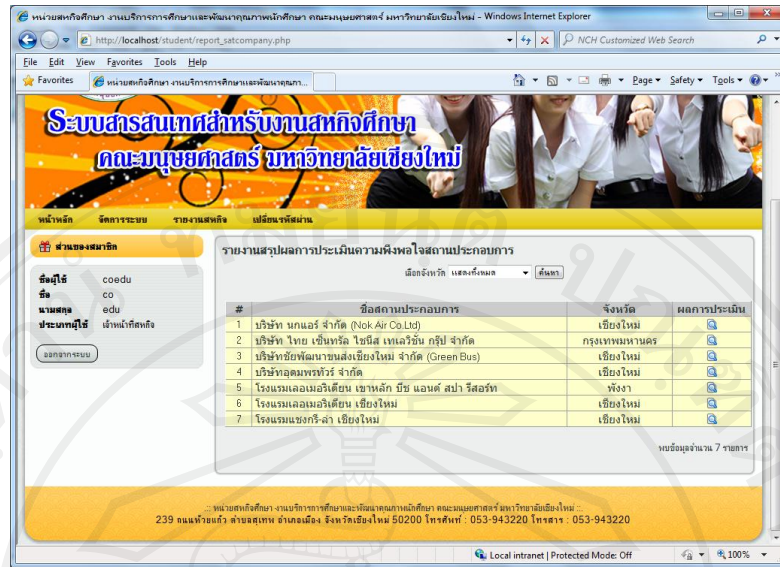 หน่วยสหกิจศึกษา งานบริการการศึกษาและพัฒนาคุณภาพนักศึกษา คณะมนุษยศาสตร์ มหาวิทยาลัยเชียงใหม่ - Windows Internet Explorer
http://localhost/student/report_satcompany.php
NCH Customized Web Search
File Edit View Favorites Tools Help
Favorites หน่วยสหกิจศึกษา งานบริการการศึกษาและพัฒนาคุณภา... Page Safety Tools
ระบบสารสนเทศสำหรับงานสหกิจศึกษา
คณะมนุษยศาสตร์ มหาวิทยาลัยเชียงใหม่
หน้าหลัก จัดการระบบ รายงานสหกิจ เปลี่ยนรหัสผ่าน
ส่วนของสมาชิก
ชื่อผู้ใช้ coedu
ชื่อ co
นามสกุล edu
ประเภทผู้ใช้ เจ้าหน้าที่สหกิจ
ออกจากระบบ
รายงานสรุปผลการประเมินความพึงพอใจสถานประกอบการ
เลือกจังหวัด แสดงทั้งหมด ค้นหา
# ชื่อสถานประกอบการ จังหวัด ผลการประเมิน
1 บริษัท นกแอร์ จำกัด (Nok Air Co.Ltd) เชียงใหม่
2 บริษัท ไทย เซ็นทรัล ไชนีส เทเลวิชั่น กรุ๊ป จำกัด กรุงเทพมหานคร
3 บริษัทชัยพัฒนาขนส่งเชียงใหม่ จำกัด (Green Bus) เชียงใหม่
4 บริษัทอุดมพรทัวร์ จำกัด เชียงใหม่
5 โรงแรมเลอเมอริเดียน เขาหลัก บีช แอนด์ สปา รีสอร์ท พังงา
6 โรงแรมเลอเมอริเดียน เชียงใหม่ เชียงใหม่
7 โรงแรมแชงกรี-ล่า เชียงใหม่ เชียงใหม่
พบข้อมูลจำนวน 7 รายการ
.:: หน่วยสหกิจศึกษา งานบริการการศึกษาและพัฒนาคุณภาพนักศึกษา คณะมนุษยศาสตร์ มหาวิทยาลัยเชียงใหม่ ::.
239 ถนนห้วยแก้ว ตำบลสุเทพ อำเภอเมือง จังหวัดเชียงใหม่ 50200 โทรศัพท์ : 053-943220 โทรสาร : 053-943220
Local intranet | Protected Mode: Off 100%